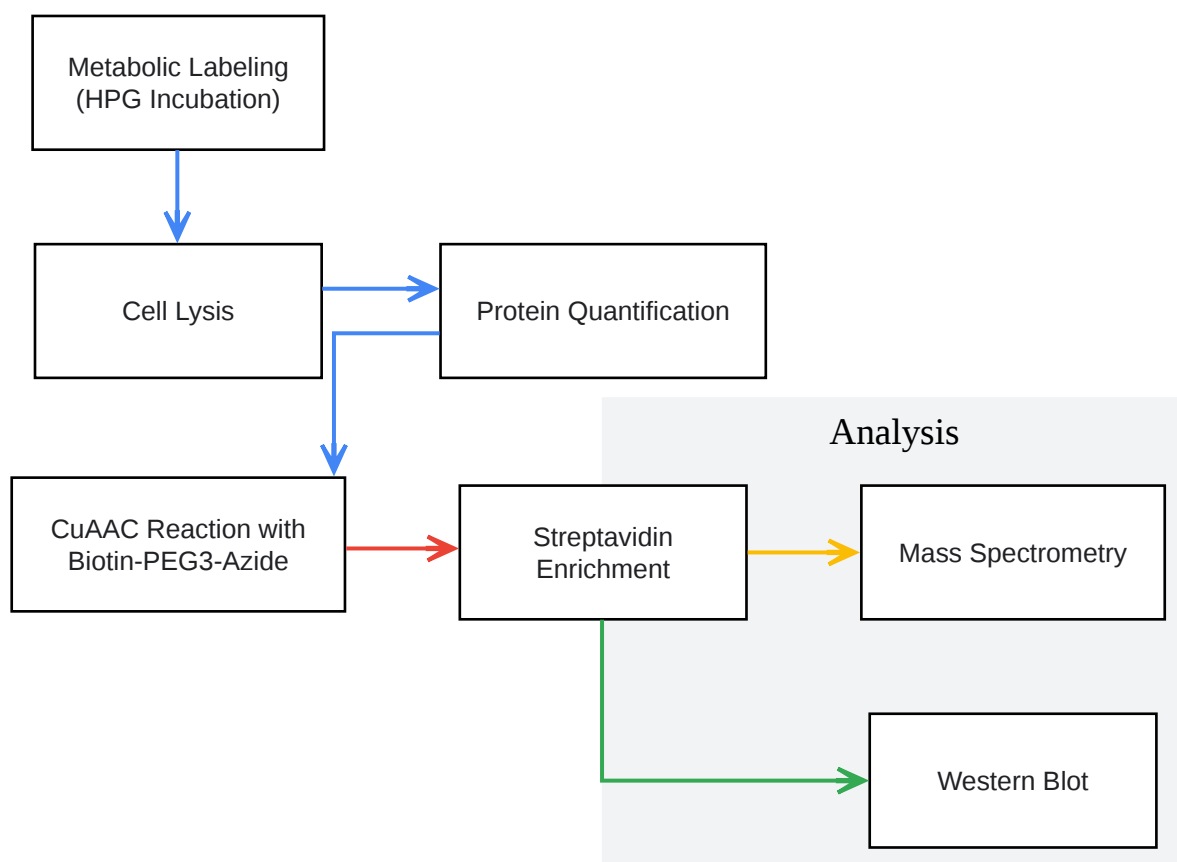 Metabolic Labeling
(HPG Incubation)
Cell Lysis
Protein Quantification
Analysis
CuAAC Reaction with
Biotin-PEG3-Azide
Streptavidin
Enrichment
Mass Spectrometry
Western Blot